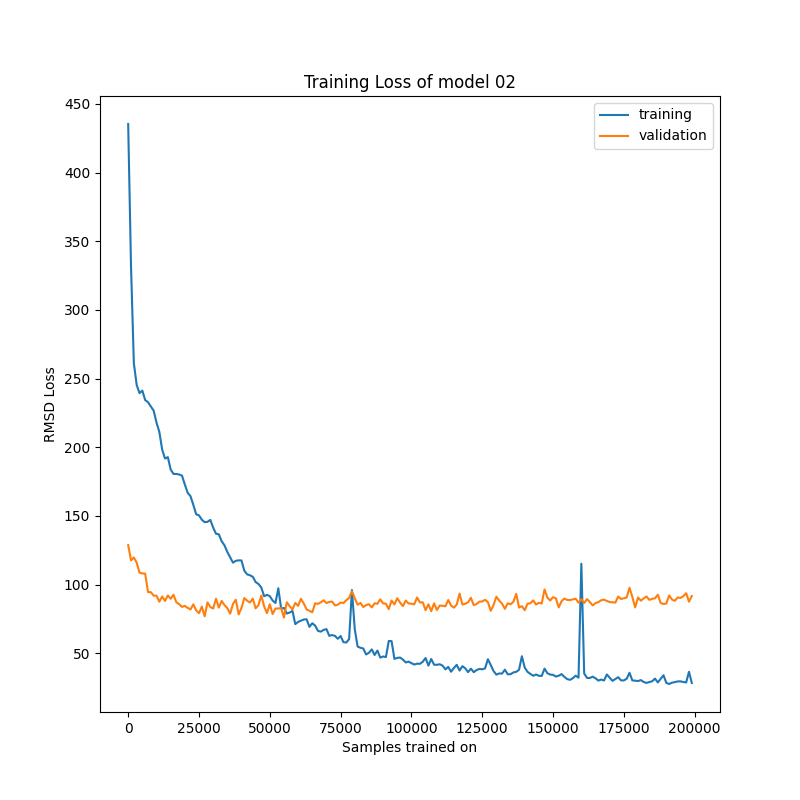 Training Loss of model 02
training
validation
RMSD Loss
450
400
350
300
250
200
150
100
50
0 25000 50000 75000 100000 125000 150000 175000 200000
Samples trained on